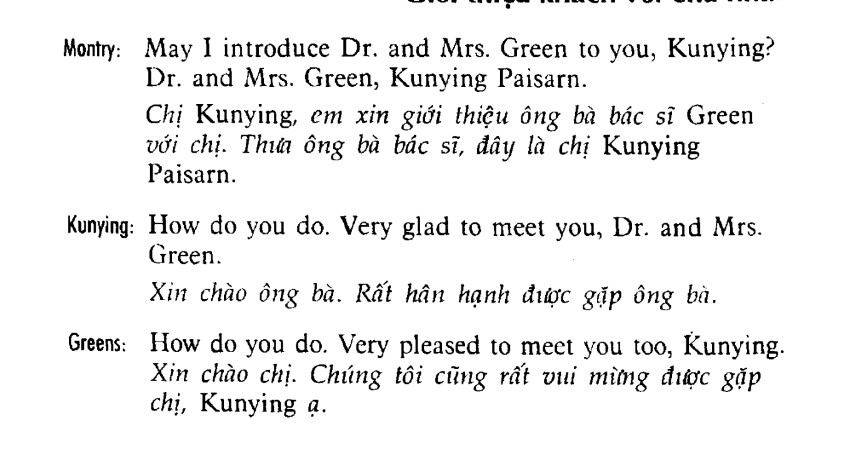 Montry: May I introduce Dr. and Mrs. Green to you, Kunying?
Dr. and Mrs. Green, Kunying Paisarn.
Chị Kunying, em xin giới thiệu ông bà bác sĩ Green
với chị. Thưa ông bà bác sĩ, đây là chị Kunying
Paisarn.
Kunying: How do you do. Very glad to meet you, Dr. and Mrs.
Green.
Xin chào ông bà. Rất hân hạnh được gặp ông bà.
Greens: How do you do. Very pleased to meet you too, Kunying.
Xin chào chị. Chúng tôi cũng rất vui mừng được gặp
chị, Kunying ạ.